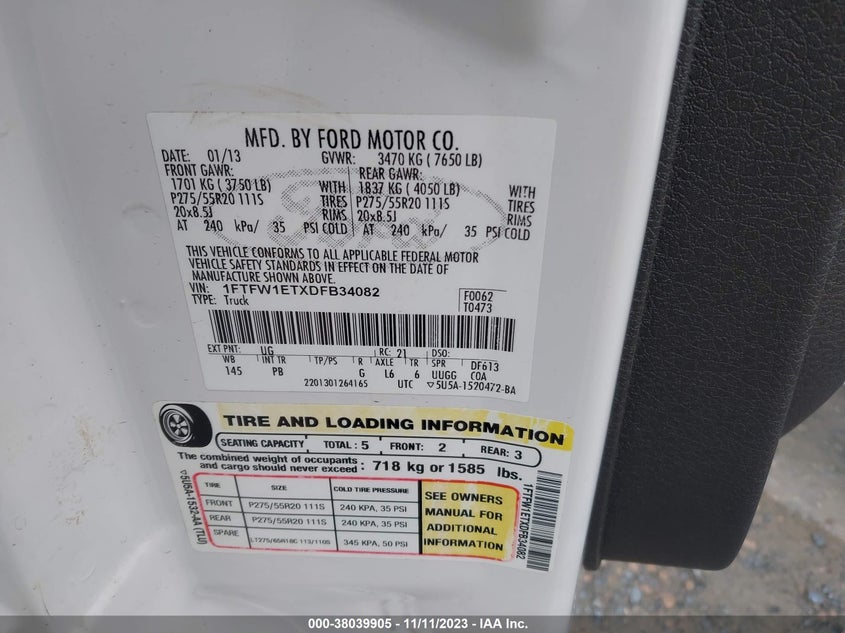 MFD. BY FORD MOTOR CO.
DATE: 01/13 GVWR: 3470 KG ( 7650 LB)
FRONT GAWR: REAR GAWR:
1701 KG ( 3750 LB) WITH 1837 KG ( 4050 LB) WITH
P275/55R20 111S TIRES P275/55R20 111S TIRES
20x8.5J RIMS 20x8.5J RIMS
AT 240 kPa/ 35 PSI COLD AT 240 kPa/ 35 PSI COLD
THIS VEHICLE CONFORMS TO ALL APPLICABLE FEDERAL MOTOR
VEHICLE SAFETY STANDARDS IN EFFECT ON THE DATE OF
MANUFACTURE SHOWN ABOVE.
VIN: 1FTFW1ETXDFB34082 F0062
TYPE: Truck T0473
EXT PNT: UG RC: 21 DSO:
WB INT TR TP/PS R AXLE TR SPR DF613
145 PB G L6 6 UUGG COA
2201301264165 UTC ▽5U5A-1520472-BA
TIRE AND LOADING INFORMATION
SEATING CAPACITY TOTAL: 5 FRONT: 2 REAR: 3
The combined weight of occupants
and cargo should never exceed: 718 kg or 1585 lbs.
TIRE SIZE COLD TIRE PRESSURE
FRONT P275/55R20 111S 240 KPA, 35 PSI
REAR P275/55R20 111S 240 KPA, 35 PSI
SPARE LT275/65R18C 113/110S 345 KPA, 50 PSI
SEE OWNERS
MANUAL FOR
ADDITIONAL
INFORMATION
▽5U5A-1532-AA (TLU)
1FTFW1ETXDFB34082
000-38039905 - 11/11/2023 - IAA Inc.